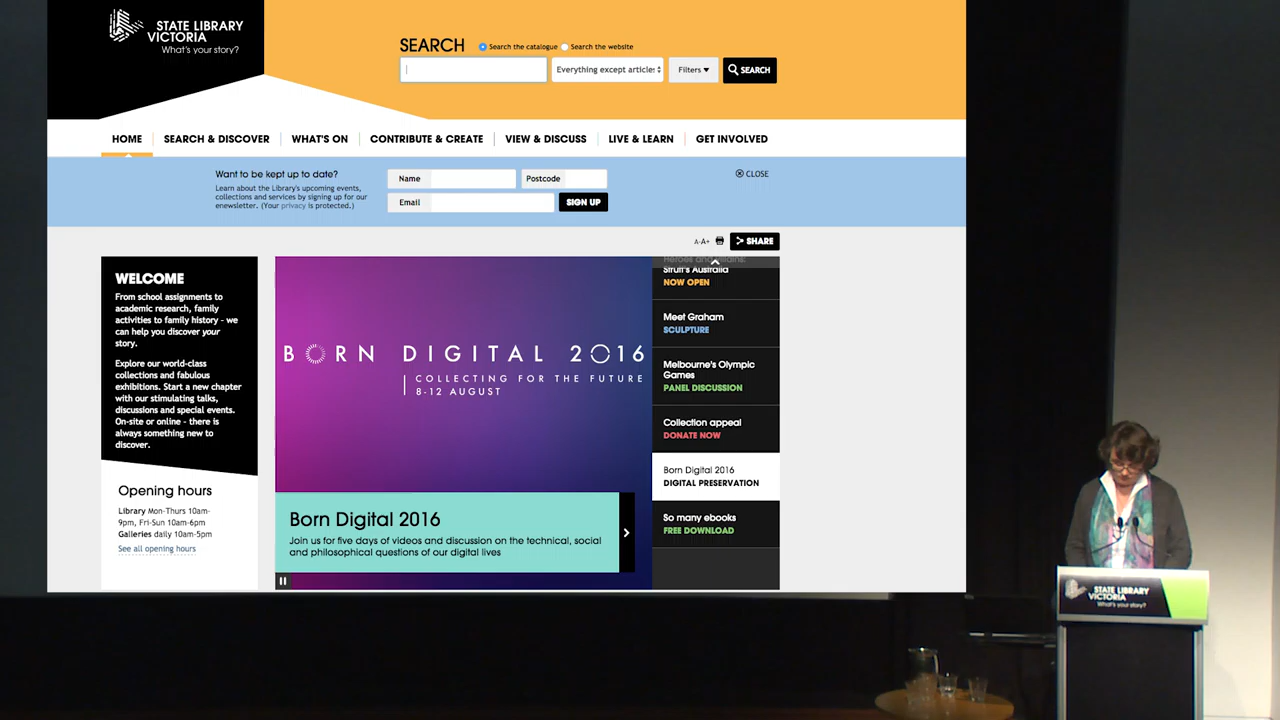 STATE LIBRARY
VICTORIA
What's your story?
SEARCH
Search the catalogue
Search the website
Everything except articles
Filters
SEARCH
HOME
SEARCH & DISCOVER
WHAT'S ON
CONTRIBUTE & CREATE
VIEW & DISCUSS
LIVE & LEARN
GET INVOLVED
Want to be kept up to date?
Learn about the Library's upcoming events,
collections and services by signing up for our
enewsletter. (Your privacy is protected.)
Name
Postcode
Email
SIGN UP
CLOSE
A-A+
SHARE
WELCOME
From school assignments to
academic research, family
activities to family history - we
can help you discover your
story.
Explore our world-class
collections and fabulous
exhibitions. Start a new chapter
with our stimulating talks,
discussions and special events.
On-site or online - there is
always something new to
discover.
Opening hours
Library Mon-Thurs 10am-
9pm, Fri-Sun 10am-6pm
Galleries daily 10am-5pm
See all opening hours
BORN DIGITAL 2016
COLLECTING FOR THE FUTURE
8-12 AUGUST
Born Digital 2016
Join us for five days of videos and discussion on the technical, social
and philosophical questions of our digital lives
Heroes and villains:
Strutt's Australia
NOW OPEN
Meet Graham
SCULPTURE
Melbourne's Olympic
Games
PANEL DISCUSSION
Collection appeal
DONATE NOW
Born Digital 2016
DIGITAL PRESERVATION
So many ebooks
FREE DOWNLOAD
STATE LIBRARY
VICTORIA
What's your story?